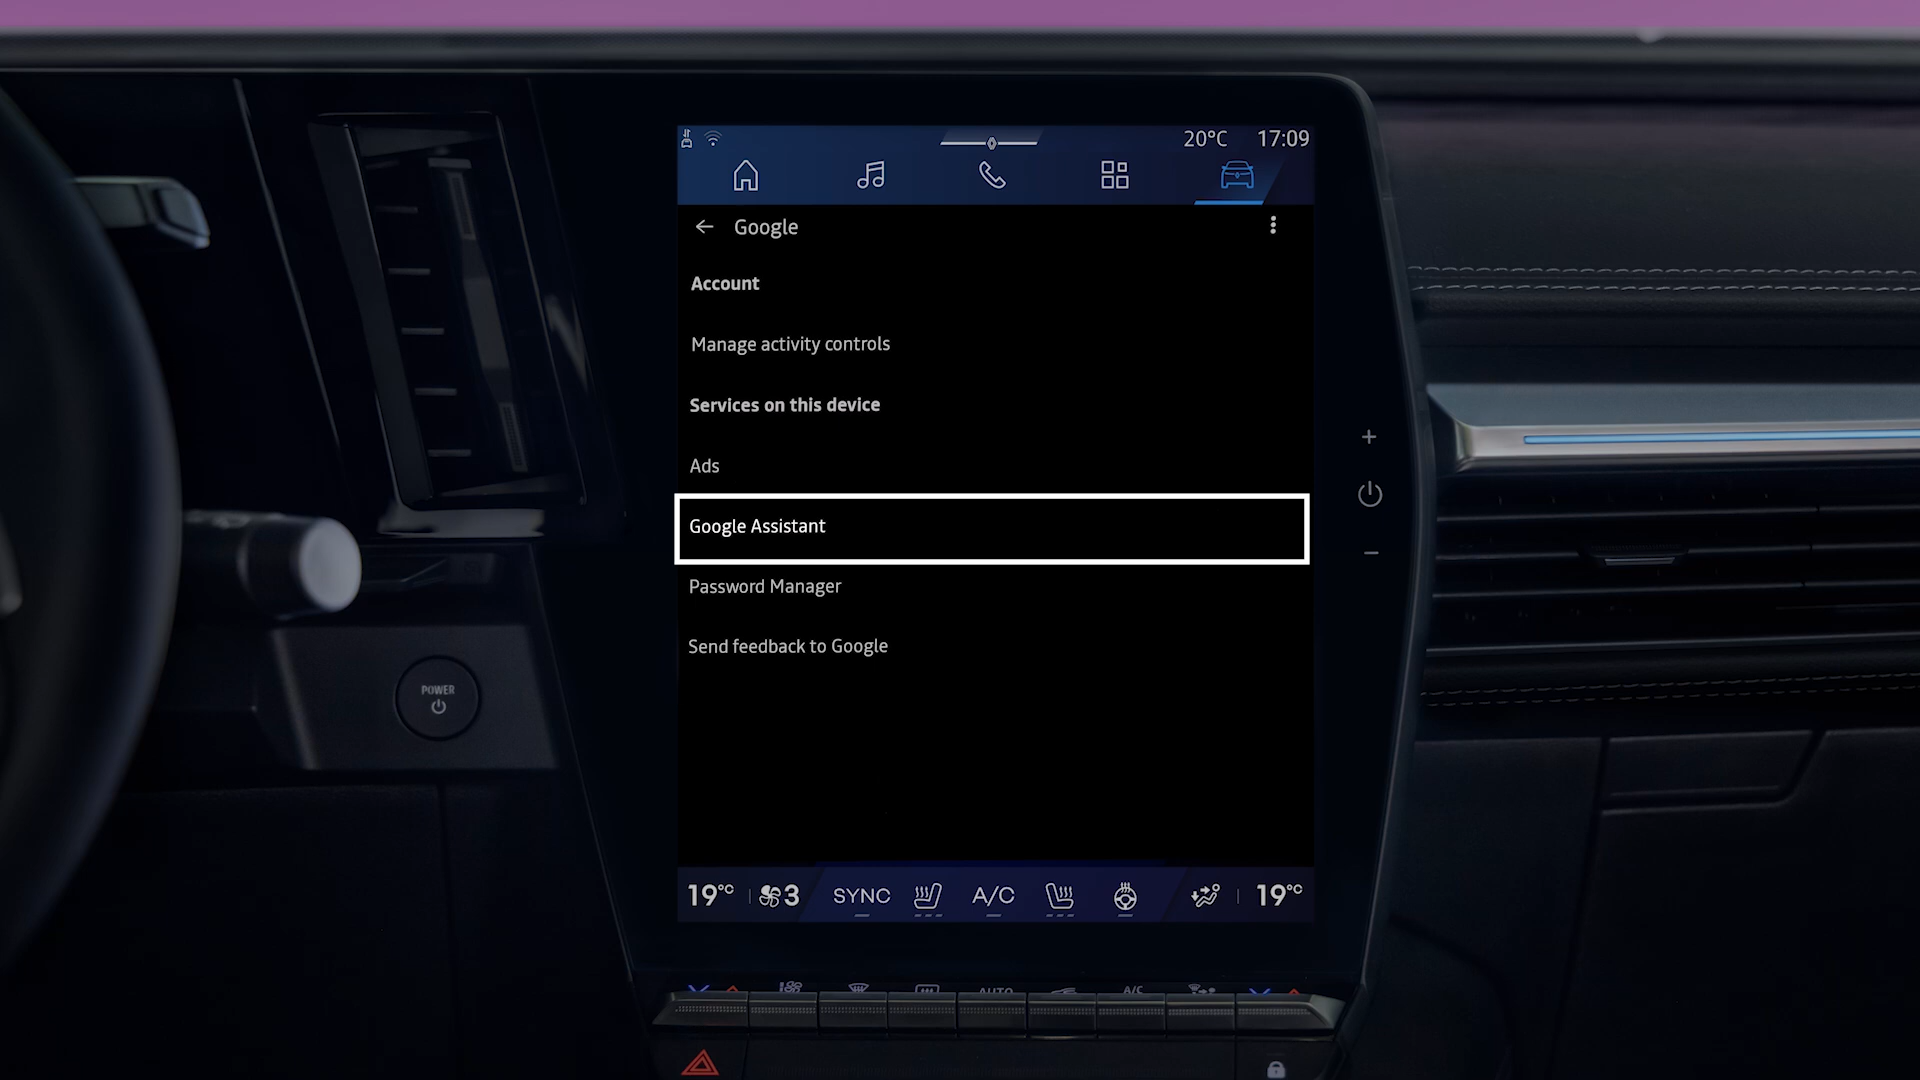 20°C 17:09
Google
Account
Manage activity controls
Services on this device
Ads
Google Assistant
Password Manager
Send feedback to Google
POWER
19°C 3 SYNC A/C 19°C
AUTO A/C